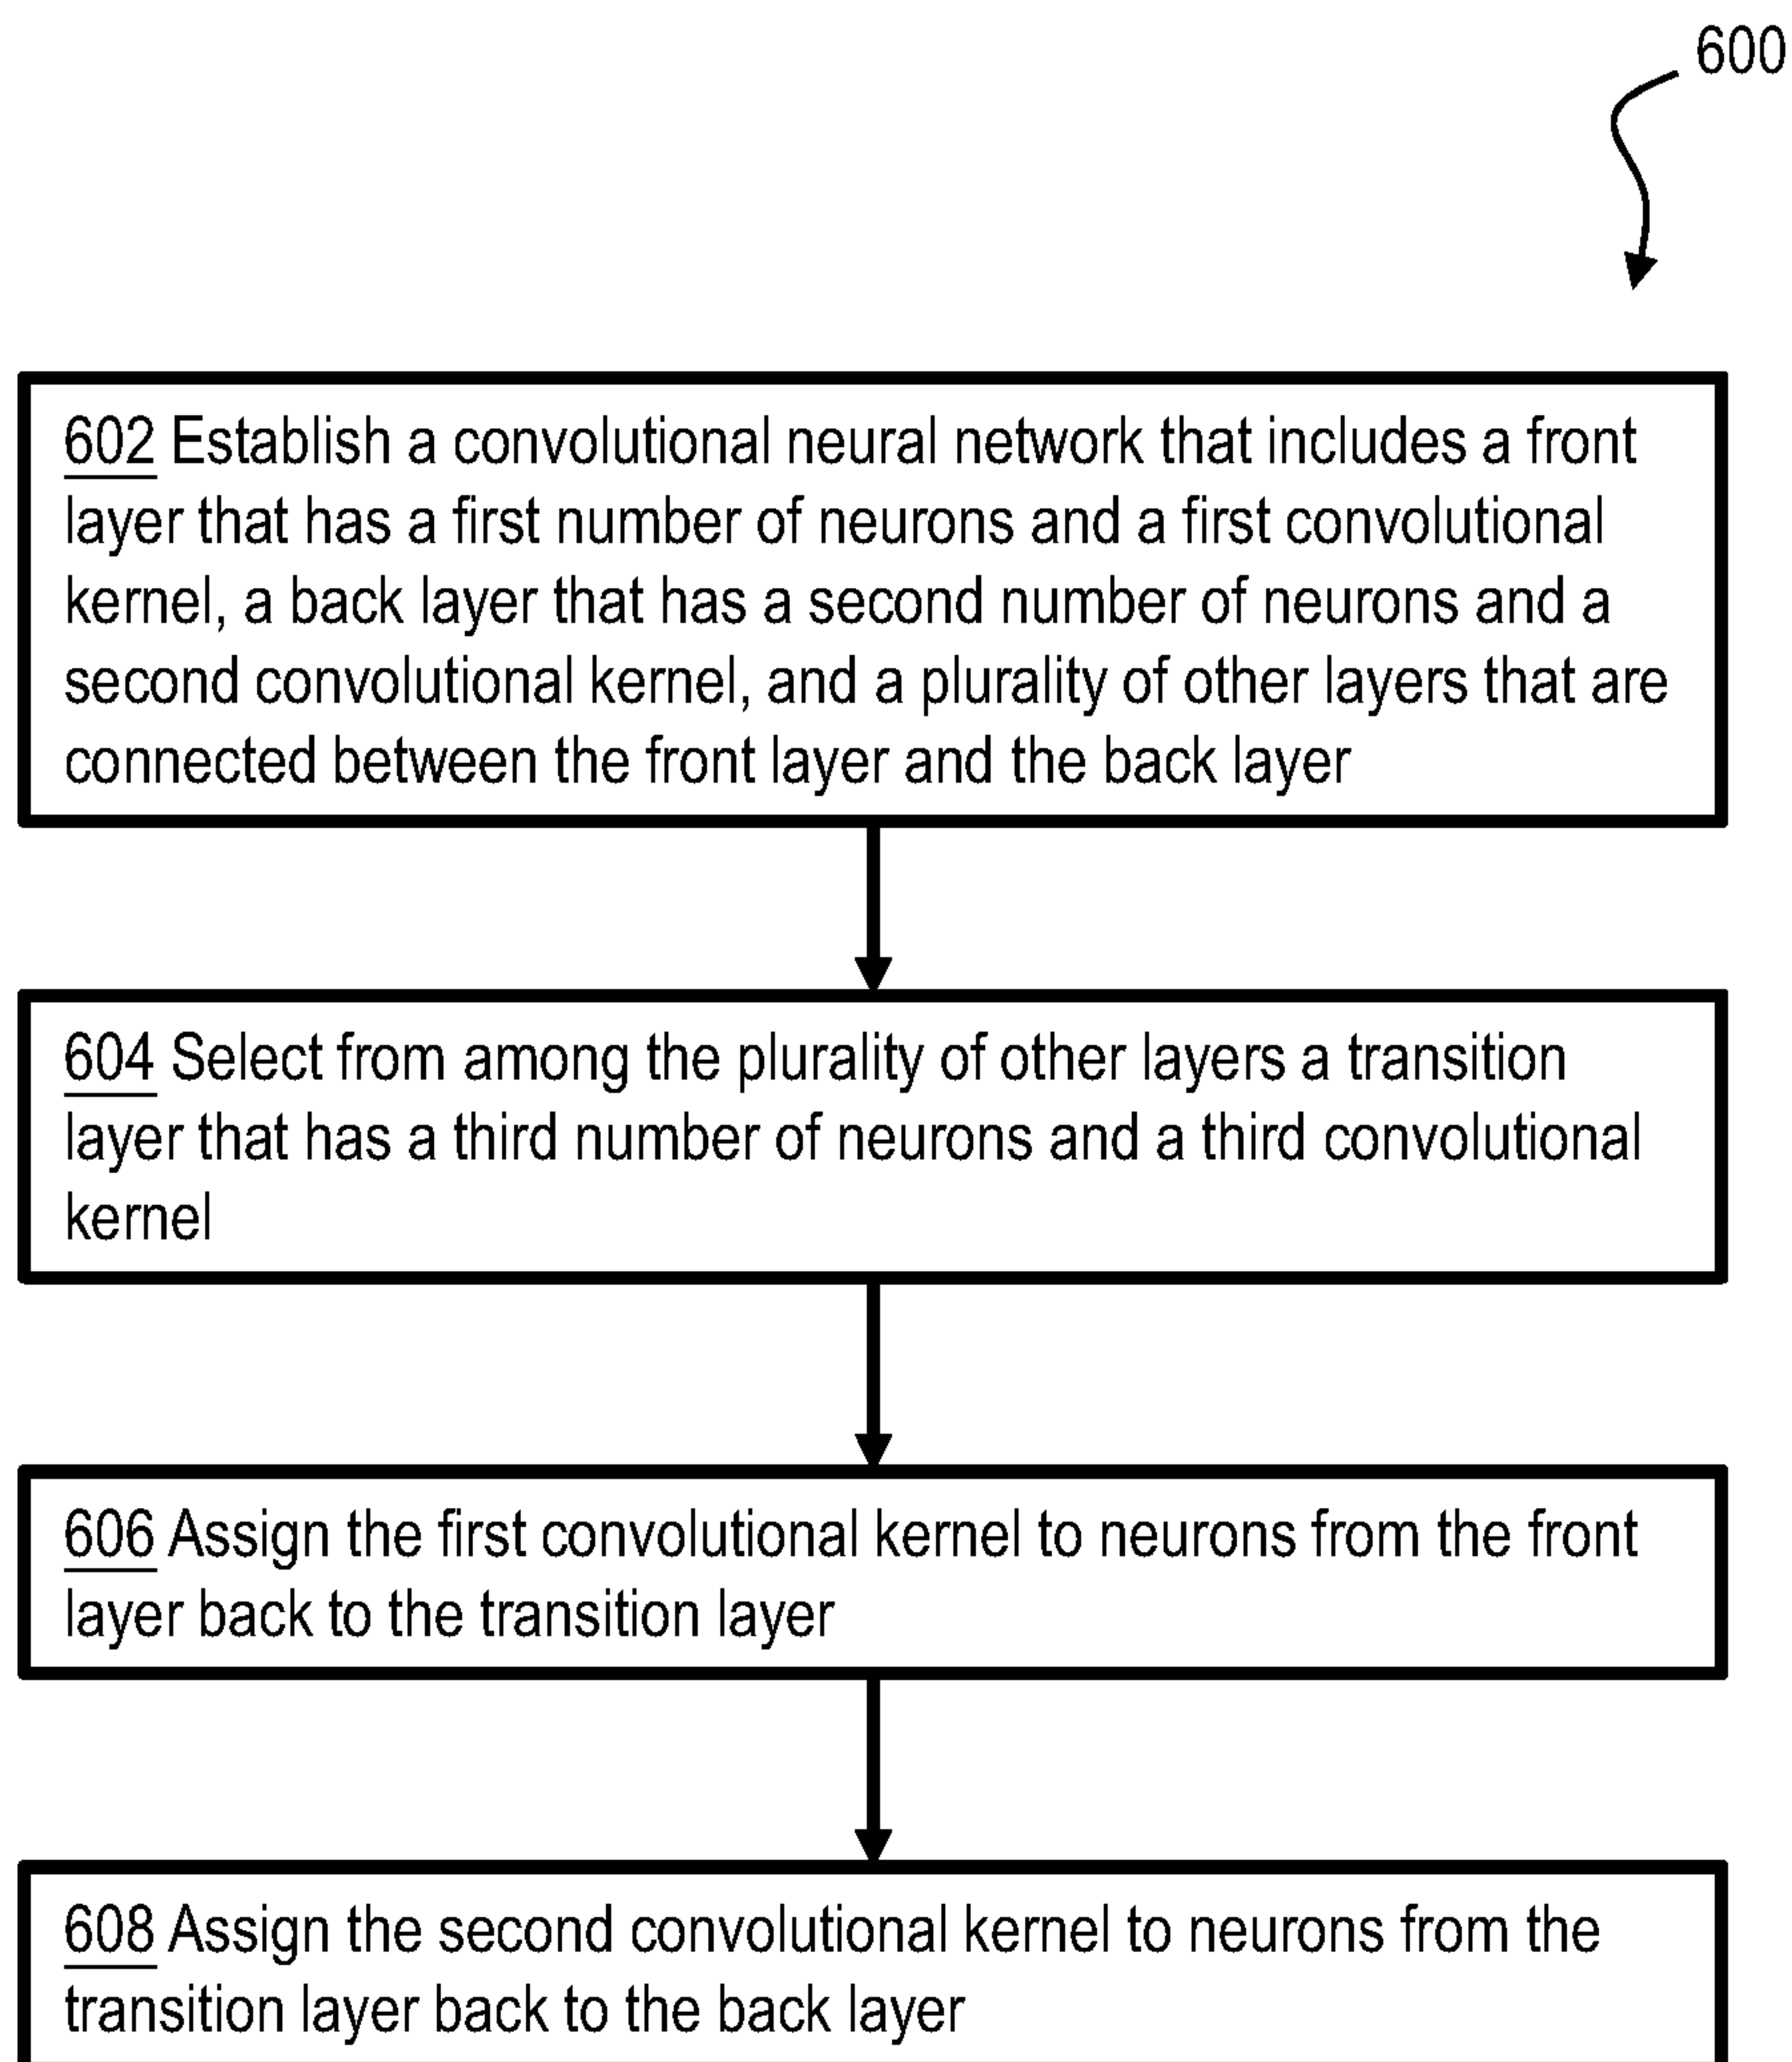 600
602 Establish a convolutional neural network that includes a front
layer that has a first number of neurons and a first convolutional
kernel, a back layer that has a second number of neurons and a
second convolutional kernel, and a plurality of other layers that are
connected between the front layer and the back layer
604 Select from among the plurality of other layers a transition
layer that has a third number of neurons and a third convolutional
kernel
606 Assign the first convolutional kernel to neurons from the front
layer back to the transition layer
608 Assign the second convolutional kernel to neurons from the
transition layer back to the back layer